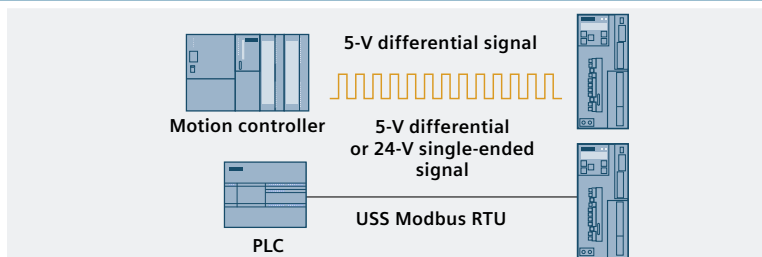 5-V differential signal
Motion controller
5-V differential
or 24-V single-ended
signal
USS Modbus RTU
PLC